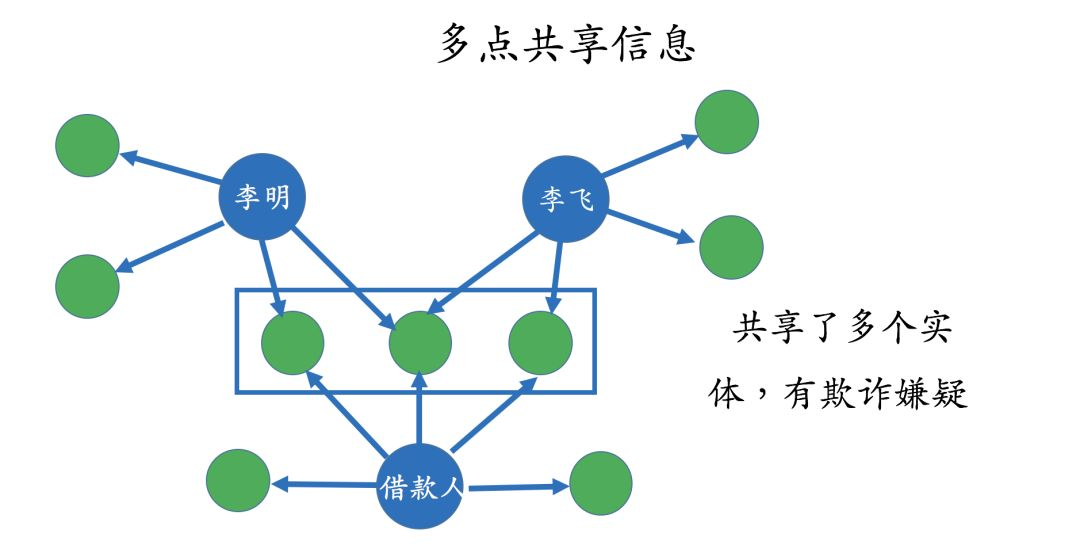 多点共享信息
李明
李飞
共享了多个实
体，有欺诈嫌疑
借款人